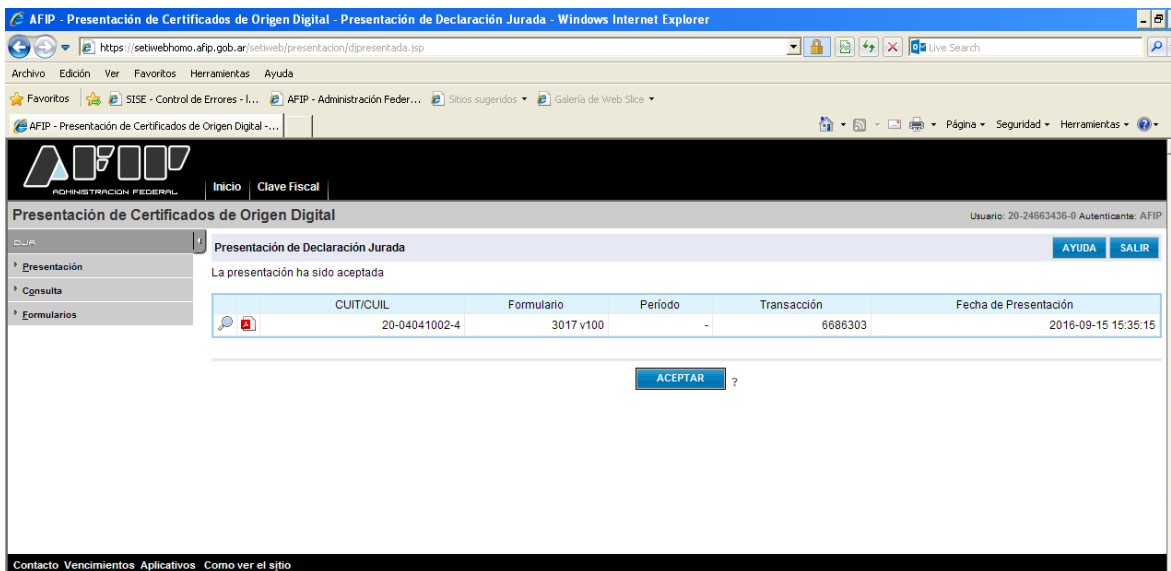 AFIP - Presentación de Certificados de Origen Digital - Presentación de Declaración Jurada - Windows Internet Explorer
https://setiwebhomo.afip.gob.ar/setiweb/presentacion/djpresentada.jsp
Live Search
Archivo Edición Ver Favoritos Herramientas Ayuda
Favoritos SISE - Control de Errores - I... AFIP - Administración Feder... Sitios sugeridos Galería de Web Slice
AFIP - Presentación de Certificados de Origen Digital -... Página Seguridad Herramientas
AFIP
ADMINISTRACION FEDERAL
Inicio Clave Fiscal
Presentación de Certificados de Origen Digital Usuario: 20-24663436-0 Autenticante: AFIP
DJR
Presentación
Consulta
Formularios
Presentación de Declaración Jurada AYUDA SALIR
La presentación ha sido aceptada
CUIT/CUIL Formulario Período Transacción Fecha de Presentación
20-04041002-4 3017 v100 - 6686303 2016-09-15 15:35:15
ACEPTAR ?
Contacto Vencimientos Aplicativos Como ver el sitio